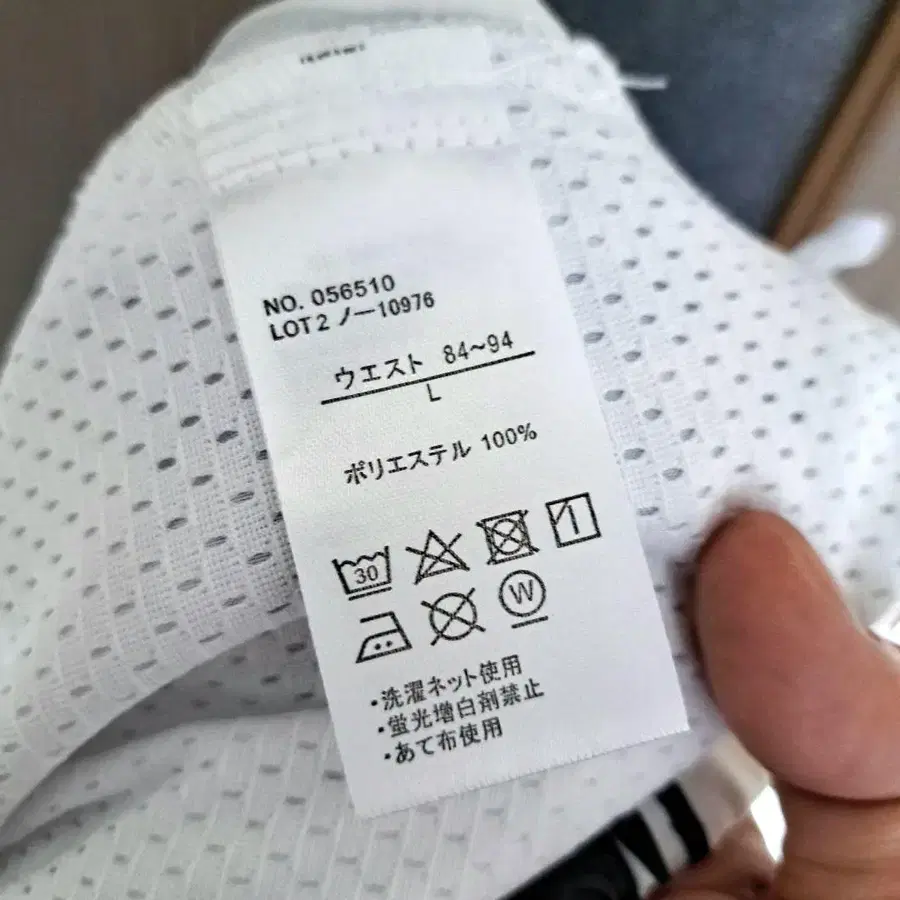 NO. 056510
LOT 2 ノー10976
ウエスト 84~94
L
ポリエステル 100%
30
1
W
・洗濯ネット使用
・蛍光増白剤禁止
・あて布使用